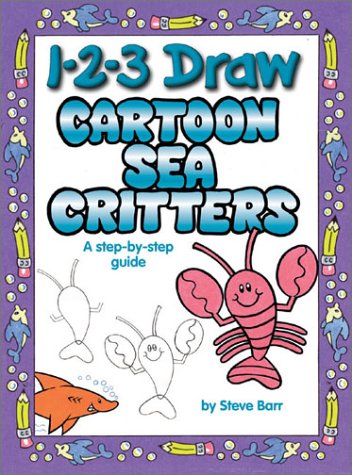 1-2-3 Draw
CARTOON
SEA
CRITTERS
A step-by-step
guide
by Steve Barr